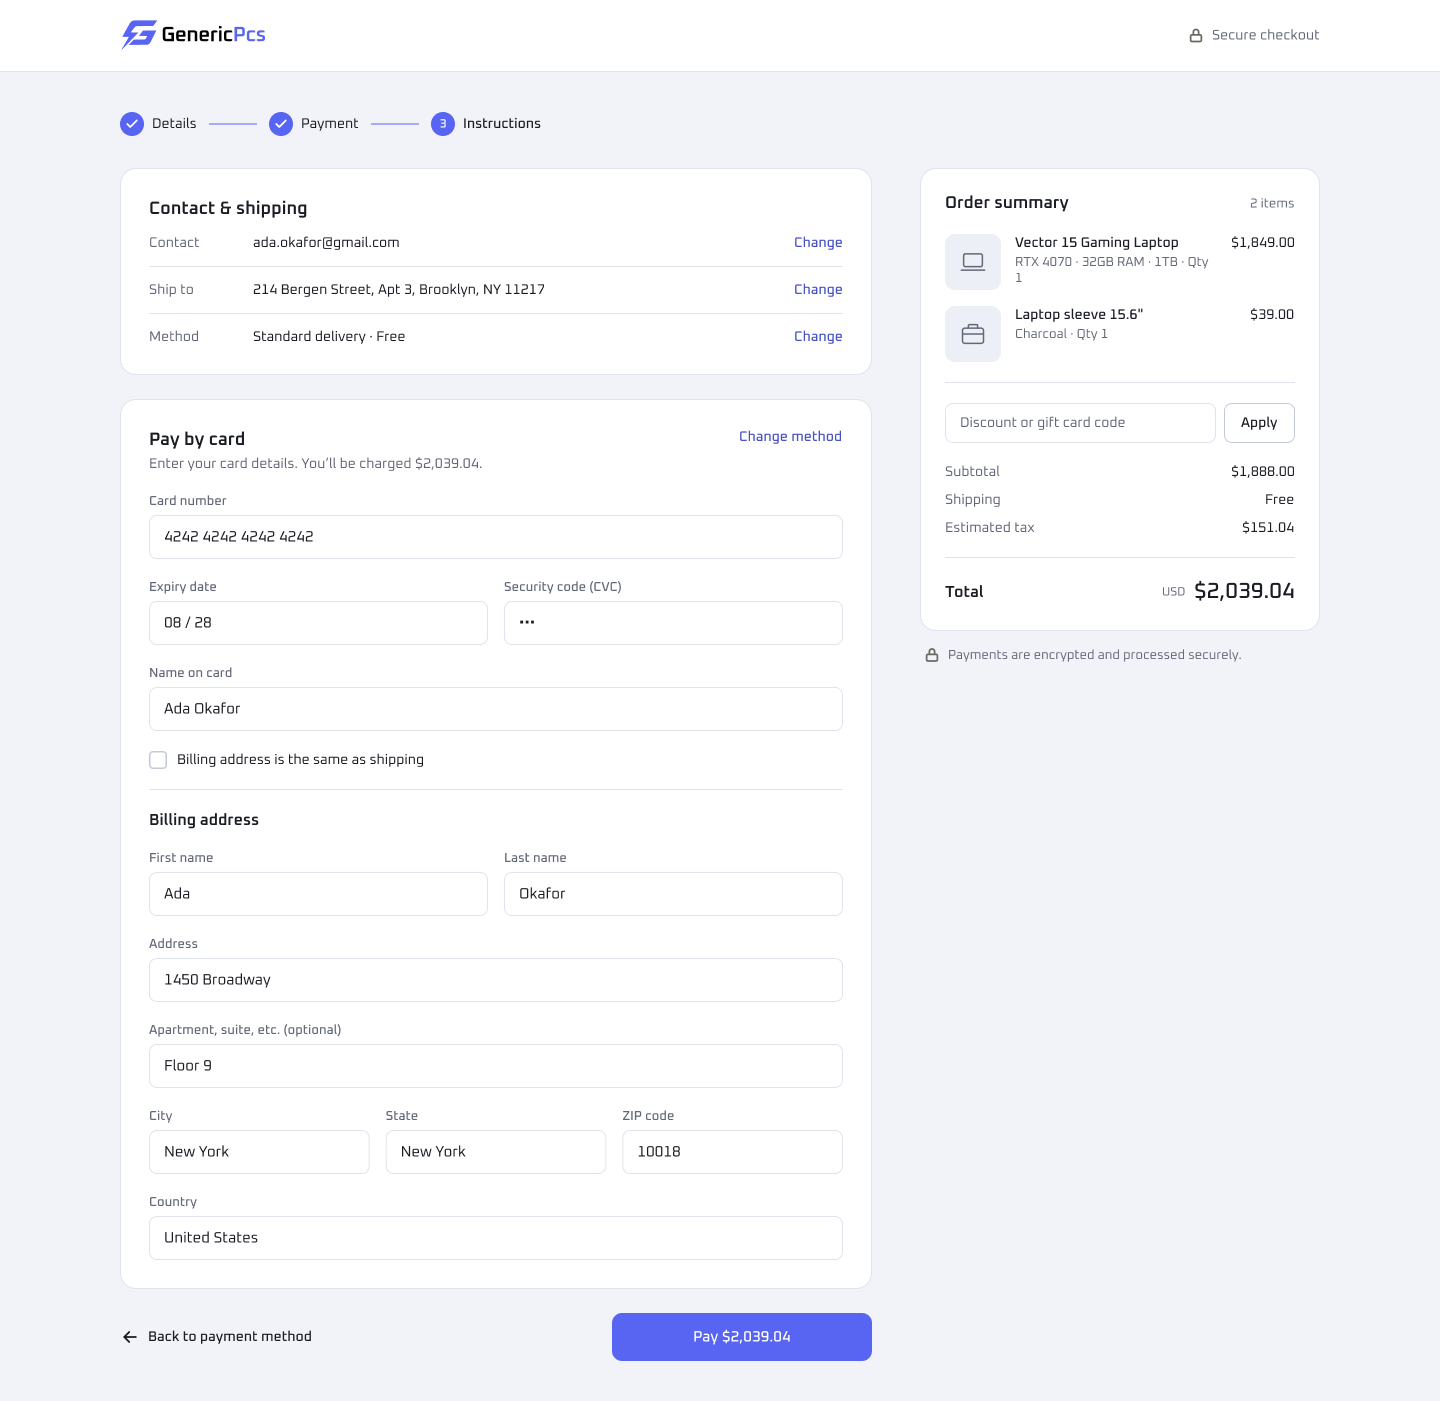 GenericPcs
Secure checkout
Details
Payment
3 Instructions
Contact & shipping
Contact ada.okafor@gmail.com Change
Ship to 214 Bergen Street, Apt 3, Brooklyn, NY 11217 Change
Method Standard delivery · Free Change
Pay by card Change method
Enter your card details. You’ll be charged $2,039.04.
Card number
4242 4242 4242 4242
Expiry date Security code (CVC)
08 / 28 •••
Name on card
Ada Okafor
Billing address is the same as shipping
Billing address
First name Last name
Ada Okafor
Address
1450 Broadway
Apartment, suite, etc. (optional)
Floor 9
City State ZIP code
New York New York 10018
Country
United States
Back to payment method Pay $2,039.04
Order summary 2 items
Vector 15 Gaming Laptop $1,849.00
RTX 4070 · 32GB RAM · 1TB · Qty
1
Laptop sleeve 15.6" $39.00
Charcoal · Qty 1
Discount or gift card code Apply
Subtotal $1,888.00
Shipping Free
Estimated tax $151.04
Total USD $2,039.04
Payments are encrypted and processed securely.